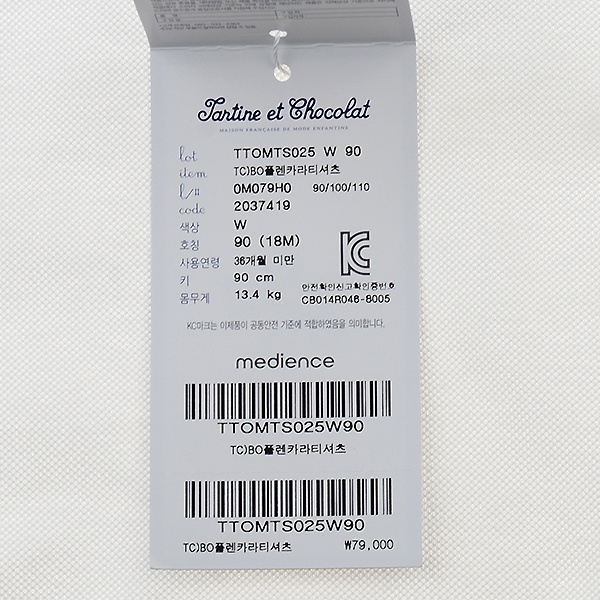 Tartine et Chocolat
MAISON FRANÇAISE DE MODE ENFANTINE
lot TTOMTS025 W 90
item TC)BO플렌카라티셔츠
l/# 0M079H0 90/100/110
code 2037419
색상 W
호칭 90 (18M)
사용연령 36개월 미만
키 90 cm
몸무게 13.4 kg
KC
안전확인신고확인증번호
CB014R046-8005
KC마크는 이제품이 공동안전 기준에 적합하였음을 의미합니다.
medience
TTOMTS025W90
TC)BO플렌카라티셔츠
TTOMTS025W90
TC)BO플렌카라티셔츠 ₩79,000